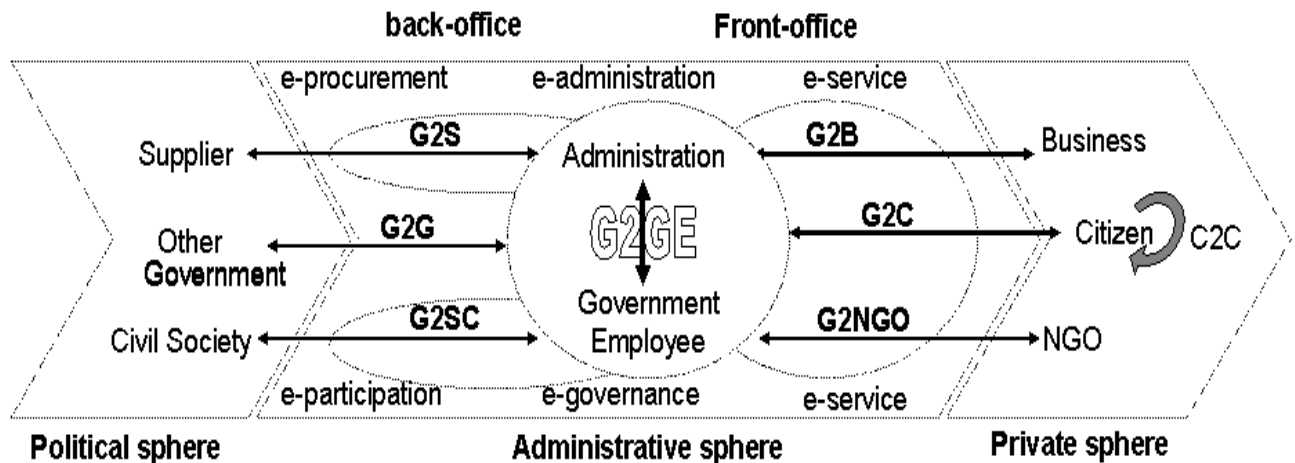 back-office Front-office
e-procurement e-administration e-service
G2S G2B
Supplier Administration Business
G2G G2GE G2C
Other Government Citizen C2C
Government
Employee
G2SC G2NGO
Civil Society NGO
e-participation e-governance e-service
Political sphere Administrative sphere Private sphere